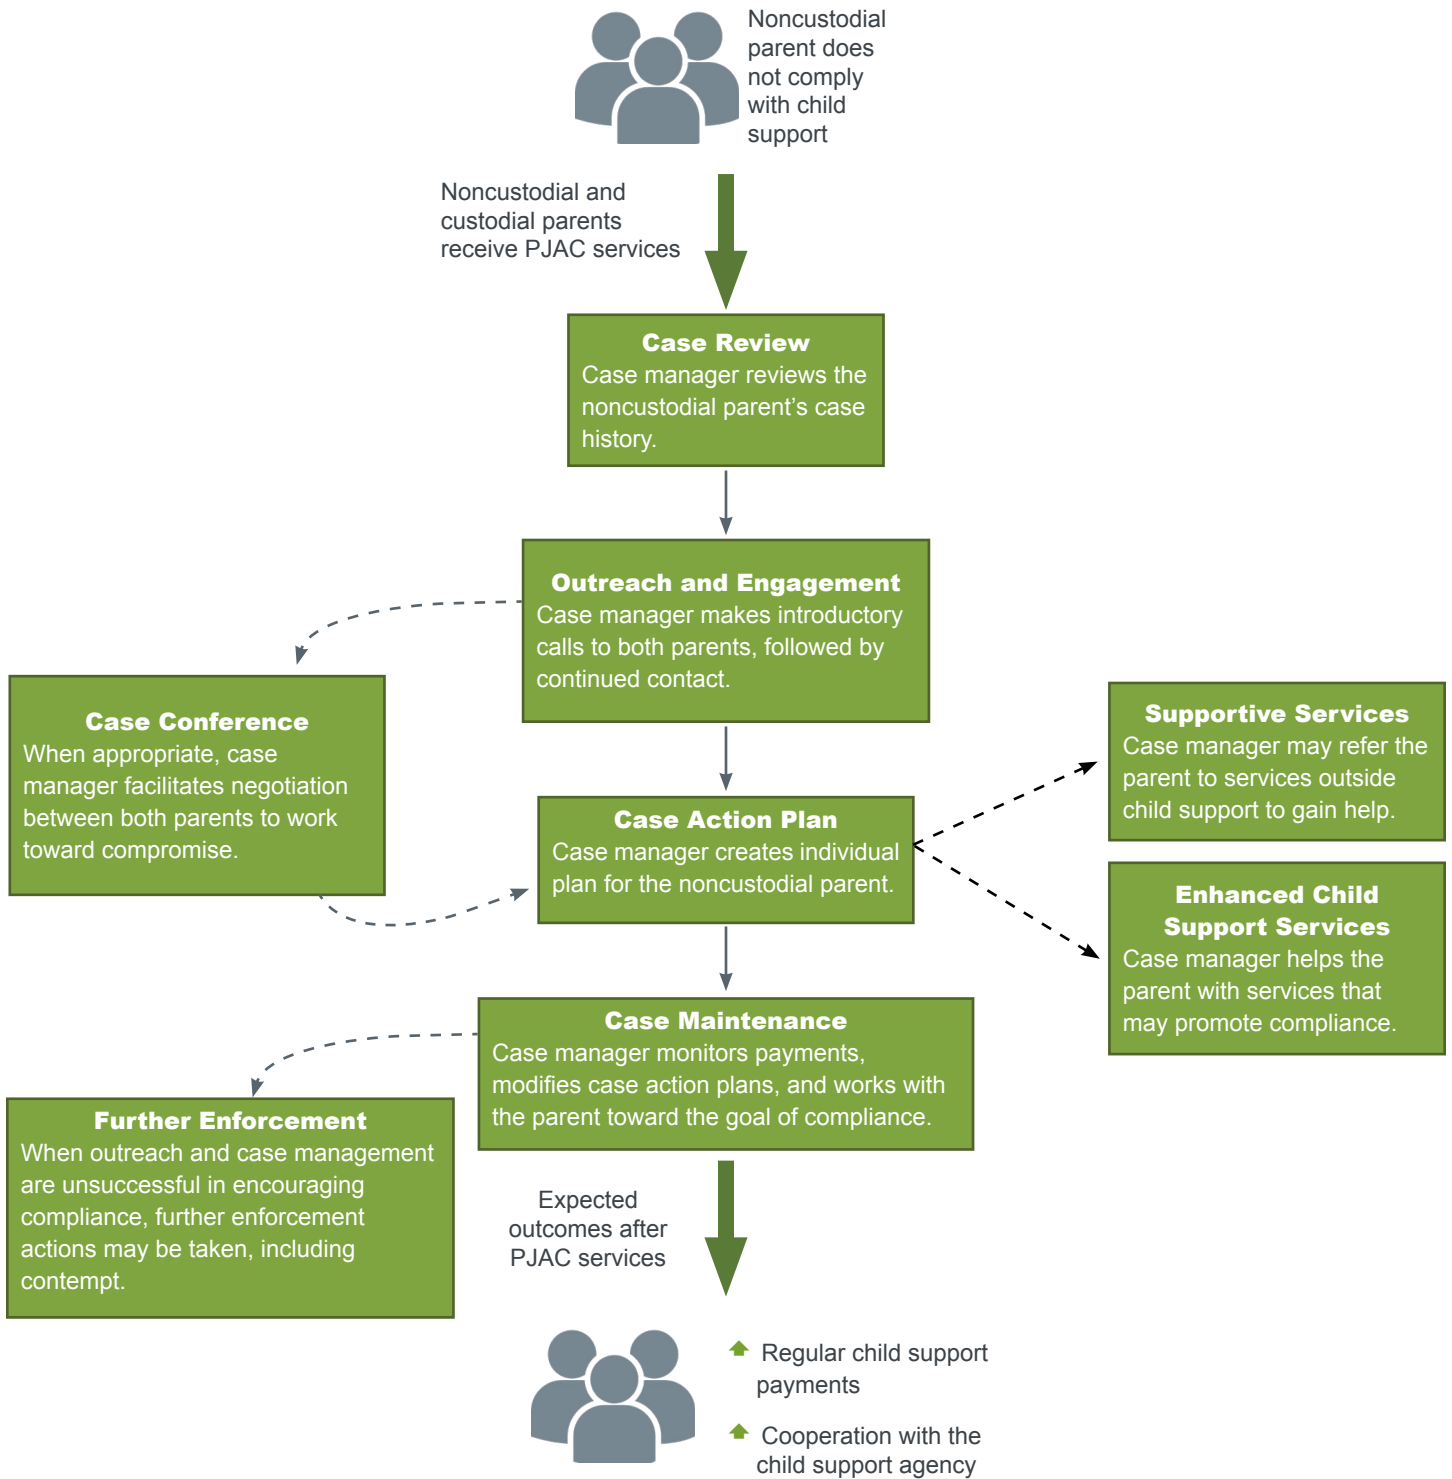 Noncustodial
parent does
not comply
with child
support
Noncustodial and
custodial parents
receive PJAC services
Case Review
Case manager reviews the
noncustodial parent’s case
history.
Outreach and Engagement
Case manager makes introductory
calls to both parents, followed by
continued contact.
Case Conference
When appropriate, case
manager facilitates negotiation
between both parents to work
toward compromise.
Case Action Plan
Case manager creates individual
plan for the noncustodial parent.
Supportive Services
Case manager may refer the
parent to services outside
child support to gain help.
Enhanced Child
Support Services
Case manager helps the
parent with services that
may promote compliance.
Case Maintenance
Case manager monitors payments,
modifies case action plans, and works with
the parent toward the goal of compliance.
Further Enforcement
When outreach and case management
are unsuccessful in encouraging
compliance, further enforcement
actions may be taken, including
contempt.
Expected
outcomes after
PJAC services
Regular child support
payments
Cooperation with the
child support agency